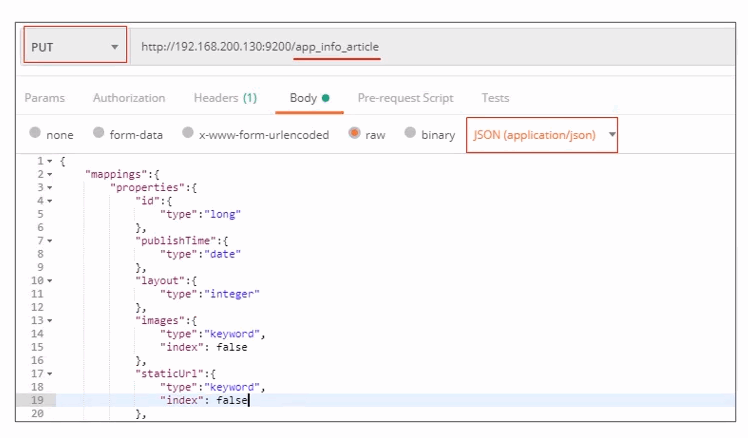 PUT http://192.168.200.130:9200/app_info_article
Params Authorization Headers (1) Body Pre-request Script Tests
none form-data x-www-form-urlencoded raw binary JSON (application/json)
1 {
2 "mappings":{
3 "properties":{
4 "id":{
5 "type":"long"
6 },
7 "publishTime":{
8 "type":"date"
9 },
10 "layout":{
11 "type":"integer"
12 },
13 "images":{
14 "type":"keyword",
15 "index": false
16 },
17 "staticUrl":{
18 "type":"keyword",
19 "index": false
20 },